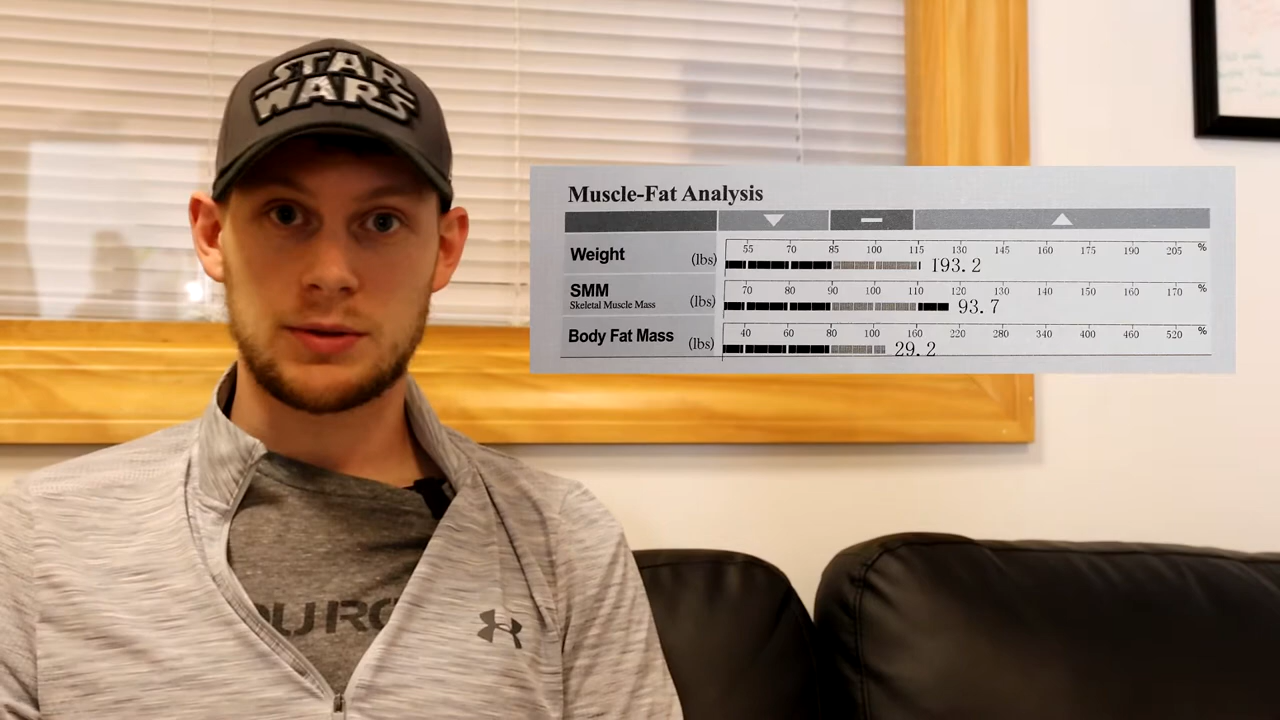 STAR
WARS
Muscle-Fat Analysis
Weight (lbs) 55 70 85 100 115 130 145 160 175 190 205 %
193.2
SMM
Skeletal Muscle Mass (lbs) 70 80 90 100 110 120 130 140 150 160 170 %
93.7
Body Fat Mass (lbs) 40 60 80 100 160 220 280 340 400 460 520 %
29.2